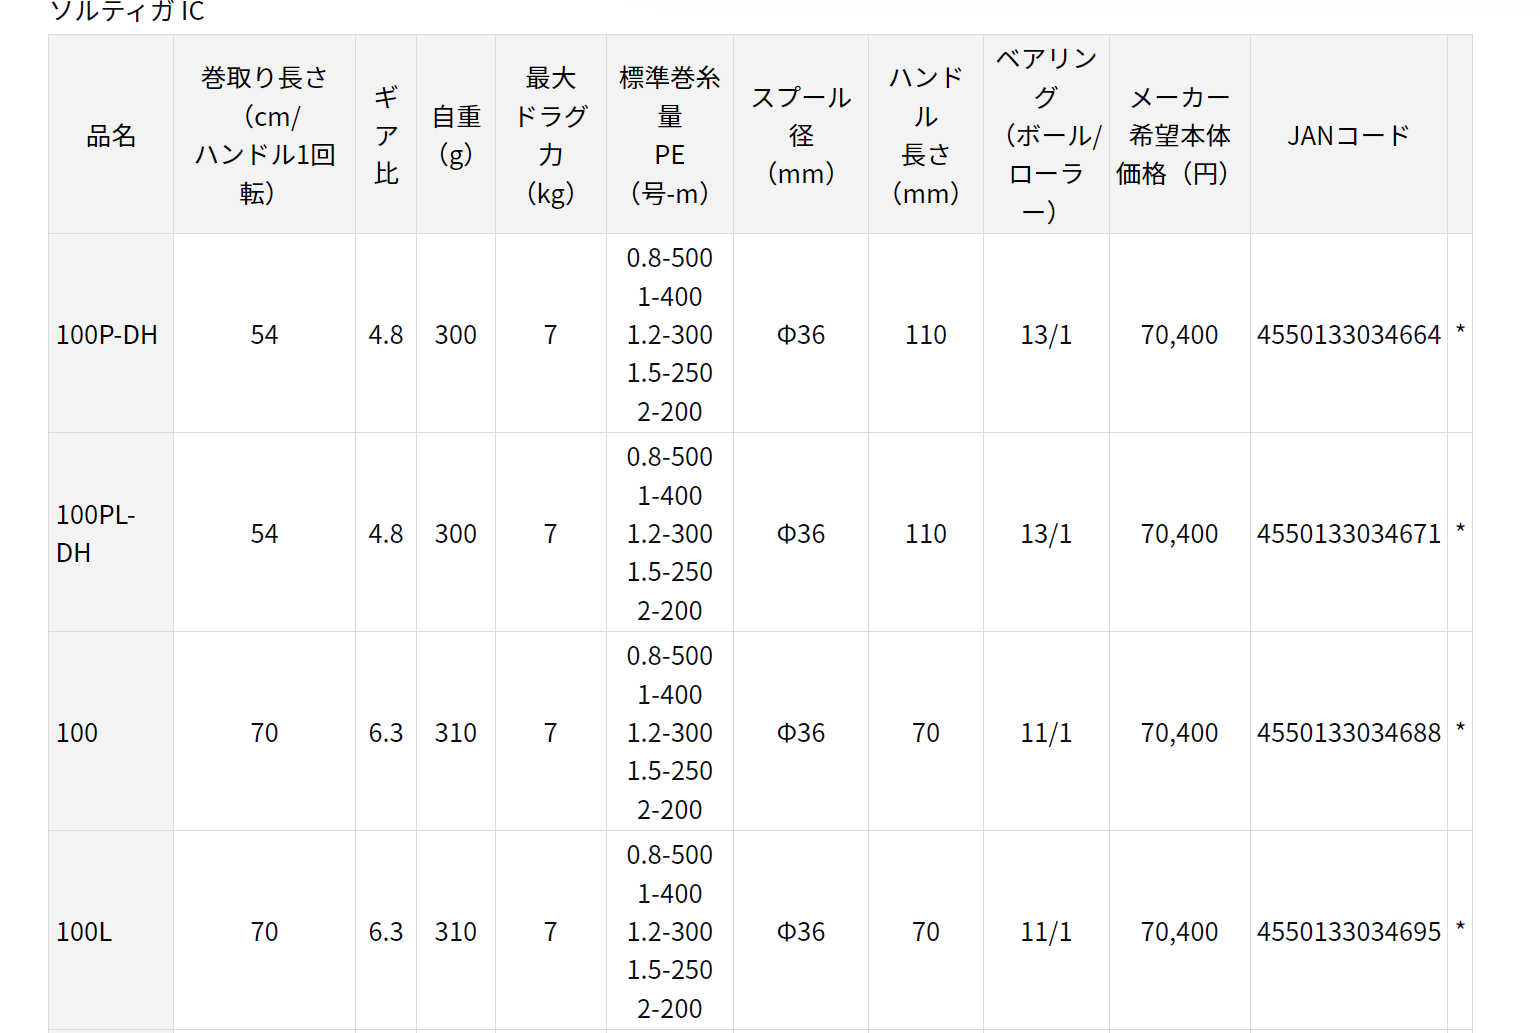 ソルティガ IC
品名
巻取り長さ
（cm/
ハンドル1回
転）
ギ
ア
比
自重
（g）
最大
ドラグ
力
（kg）
標準巻糸
量
PE
（号-m）
スプール
径
（mm）
ハンド
ル
長さ
（mm）
ベアリン
グ
（ボール/
ローラ
ー）
メーカー
希望本体
価格（円）
JANコード
100P-DH
54
4.8
300
7
0.8-500
1-400
1.2-300
1.5-250
2-200
Φ36
110
13/1
70,400
4550133034664
*
100PL-
DH
54
4.8
300
7
0.8-500
1-400
1.2-300
1.5-250
2-200
Φ36
110
13/1
70,400
4550133034671
*
100
70
6.3
310
7
0.8-500
1-400
1.2-300
1.5-250
2-200
Φ36
70
11/1
70,400
4550133034688
*
100L
70
6.3
310
7
0.8-500
1-400
1.2-300
1.5-250
2-200
Φ36
70
11/1
70,400
4550133034695
*